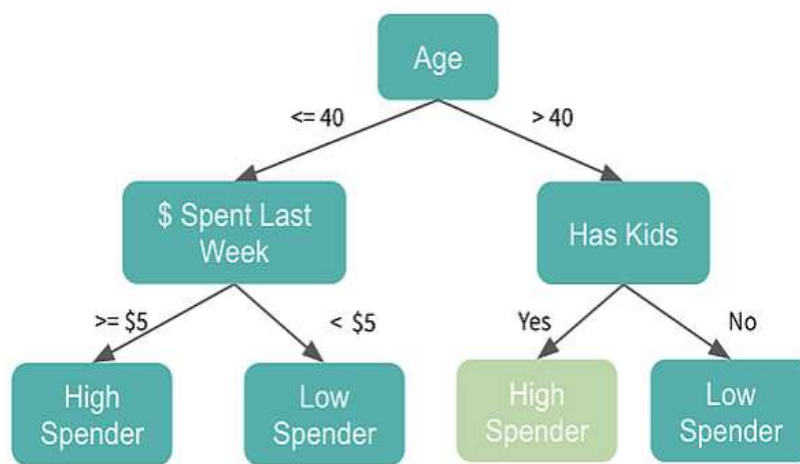 Age
<= 40
> 40
$ Spent Last
Week
Has Kids
>= $5
< $5
Yes
No
High
Spender
Low
Spender
High
Spender
Low
Spender